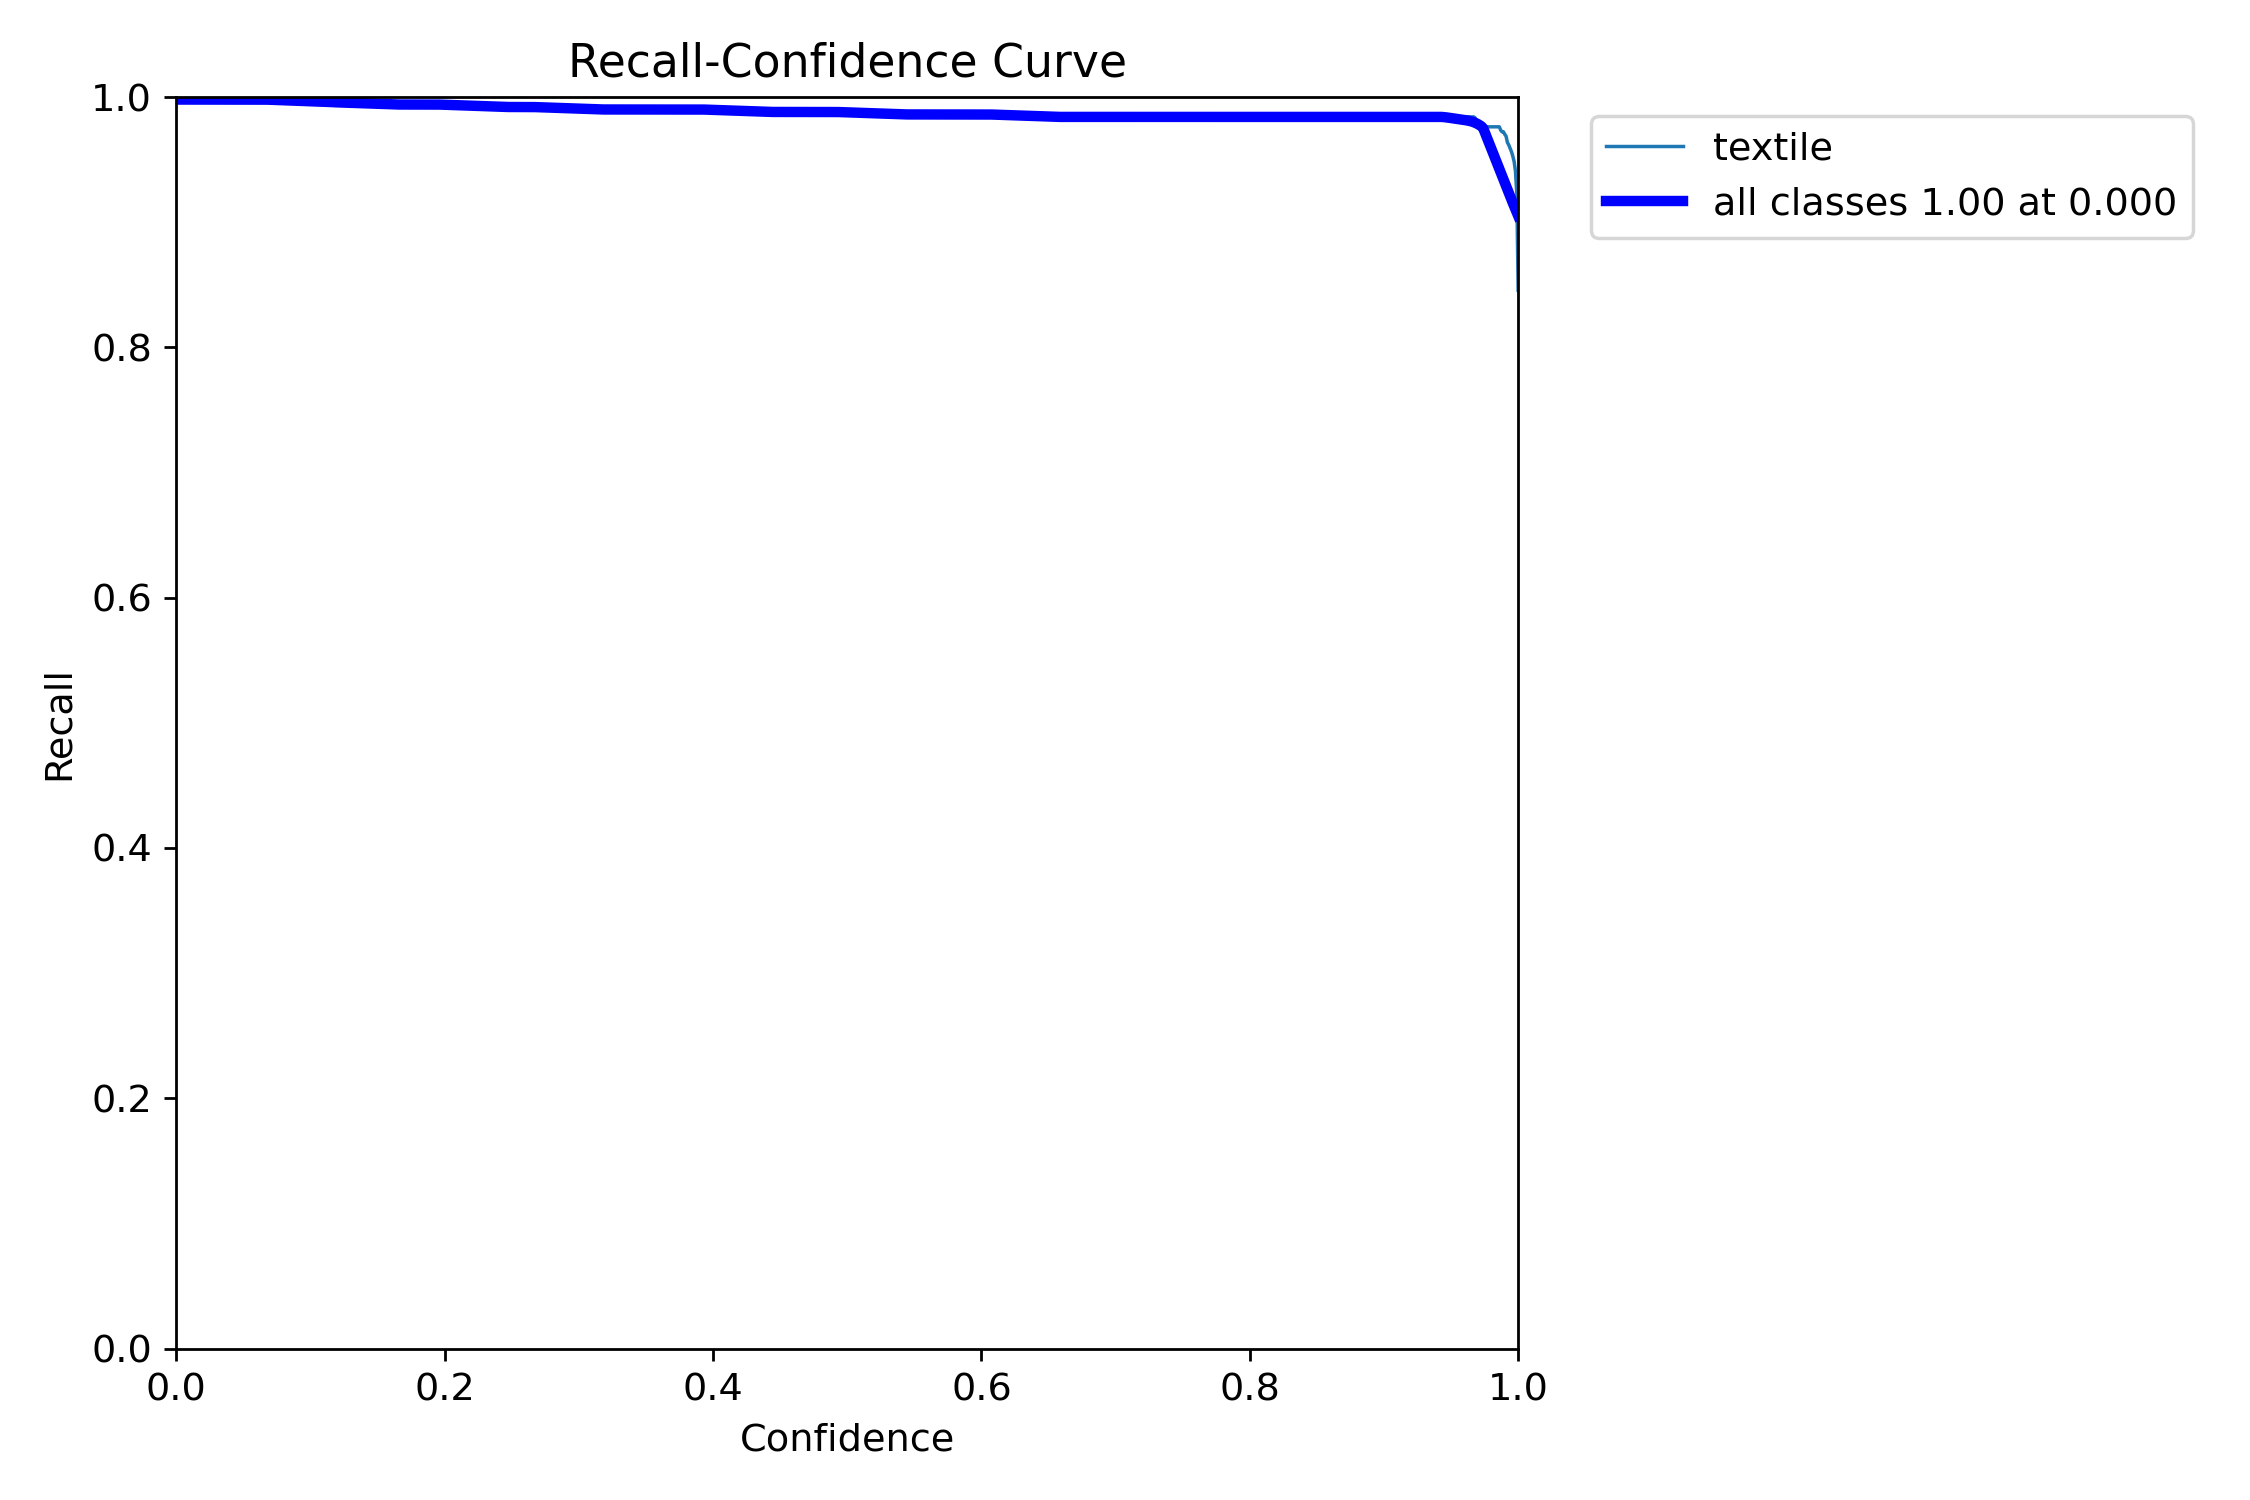 Recall-Confidence Curve
1.0
0.8
0.6
0.4
0.2
0.0
Recall
0.0 0.2 0.4 0.6 0.8 1.0
Confidence
textile
all classes 1.00 at 0.000